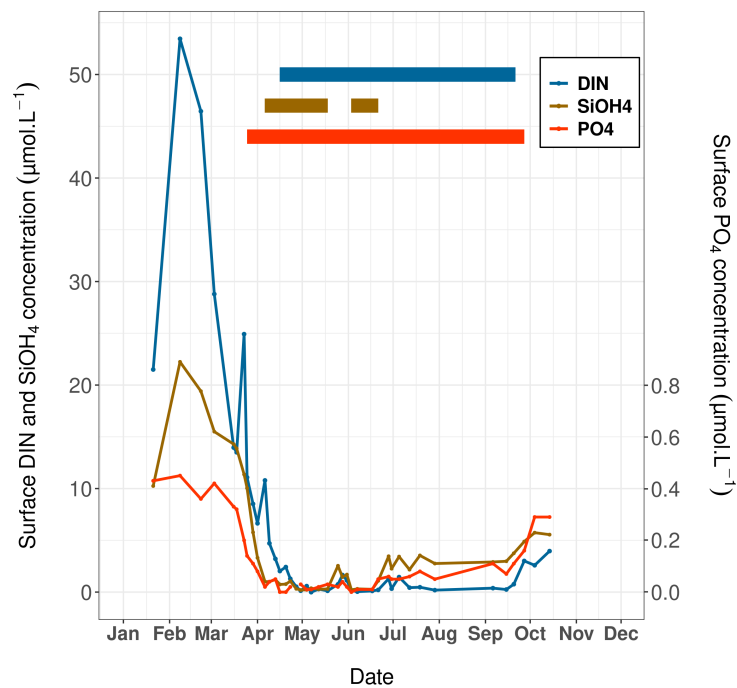 Surface DIN and SiOH₄ concentration (μmol.L⁻¹)
50
40
30
20
10
0
DIN
SiOH4
PO4
0.8
0.6
0.4
0.2
0.0
Surface PO₄ concentration (μmol.L⁻¹)
Jan Feb Mar Apr May Jun Jul Aug Sep Oct Nov Dec
Date